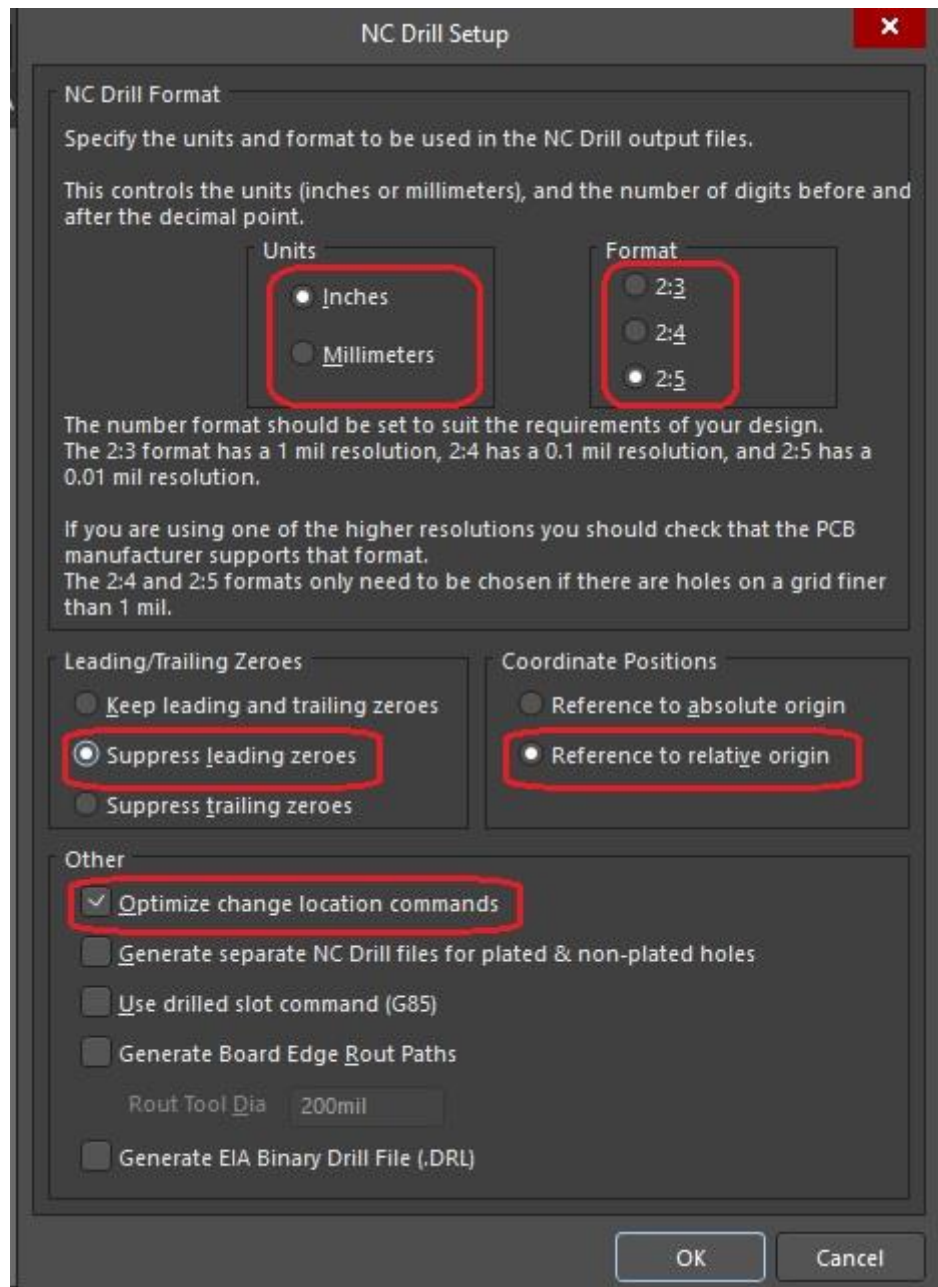 NC Drill Setup
NC Drill Format
Specify the units and format to be used in the NC Drill output files.
This controls the units (inches or millimeters), and the number of digits before and
after the decimal point.
Units
Inches
Millimeters
Format
2:3
2:4
2:5
The number format should be set to suit the requirements of your design.
The 2:3 format has a 1 mil resolution, 2:4 has a 0.1 mil resolution, and 2:5 has a
0.01 mil resolution.
If you are using one of the higher resolutions you should check that the PCB
manufacturer supports that format.
The 2:4 and 2:5 formats only need to be chosen if there are holes on a grid finer
than 1 mil.
Leading/Trailing Zeroes
Keep leading and trailing zeroes
Suppress leading zeroes
Suppress trailing zeroes
Coordinate Positions
Reference to absolute origin
Reference to relative origin
Other
Optimize change location commands
Generate separate NC Drill files for plated & non-plated holes
Use drilled slot command (G85)
Generate Board Edge Rout Paths
Rout Tool Dia 200mil
Generate EIA Binary Drill File (.DRL)
OK
Cancel